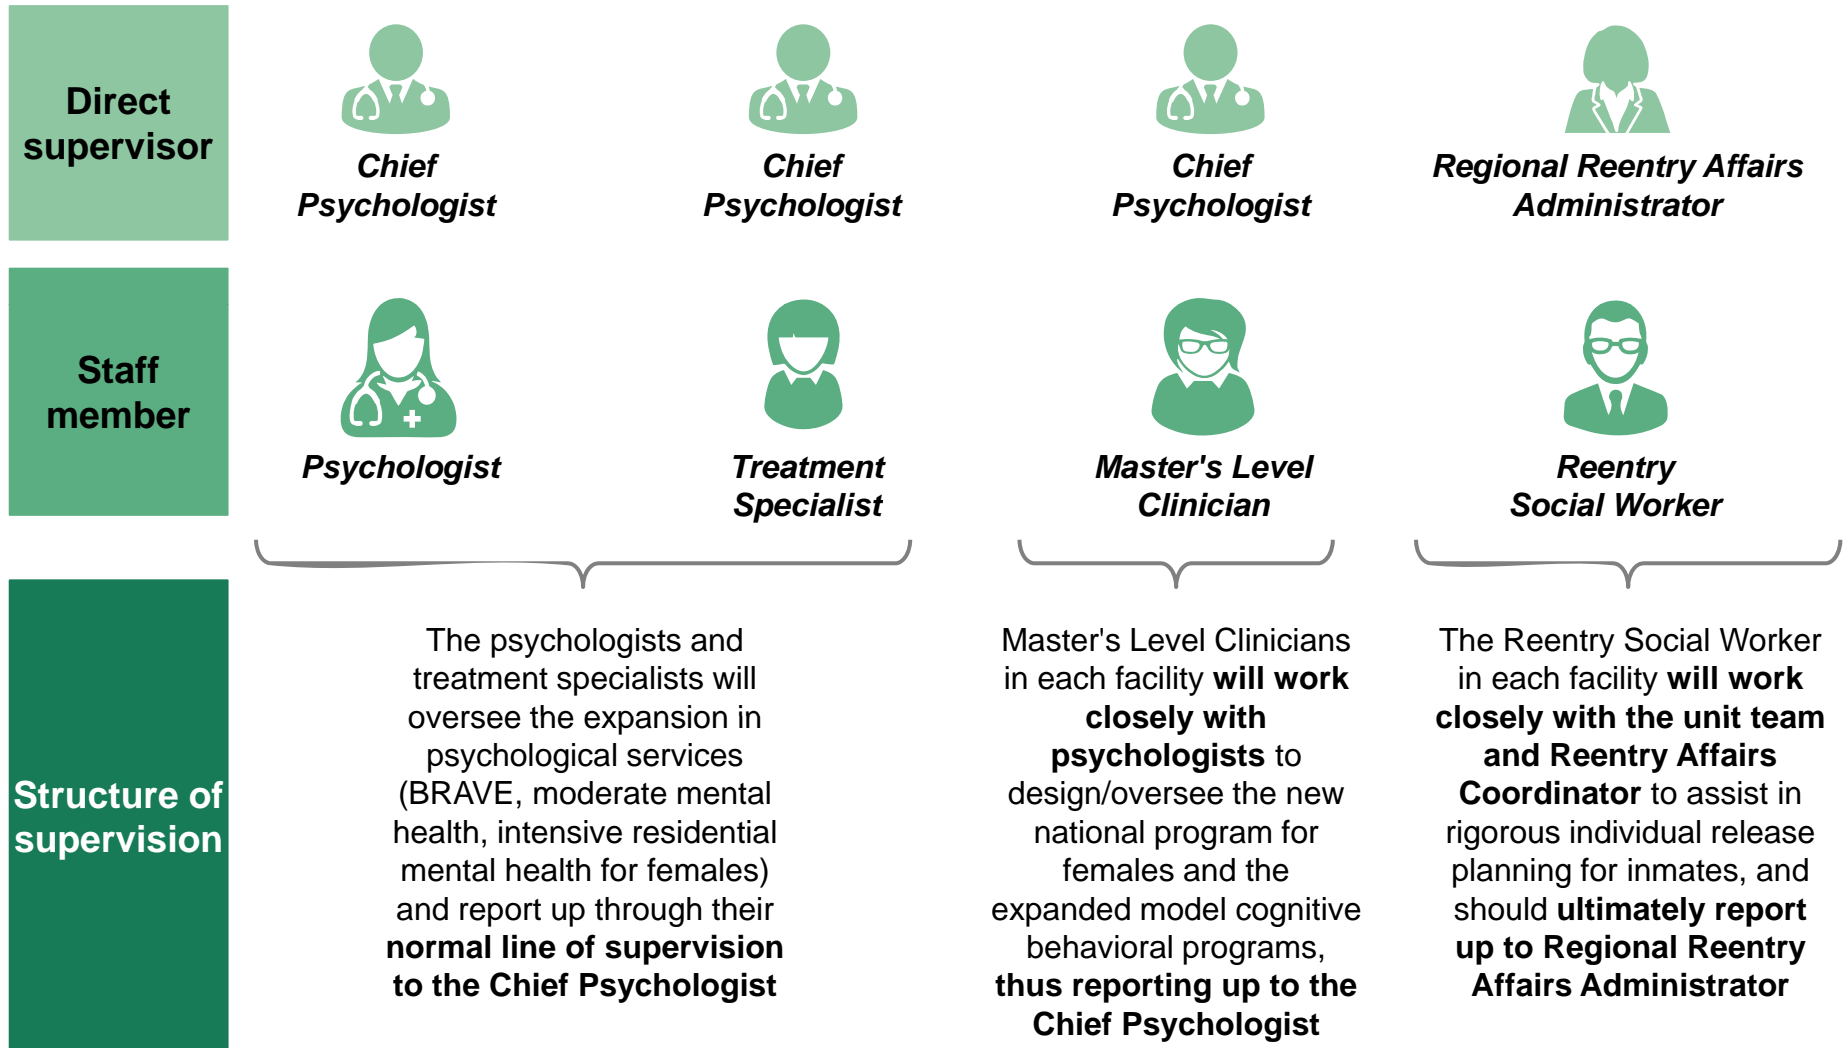 Direct
supervisor
Chief
Psychologist
Chief
Psychologist
Chief
Psychologist
Regional Reentry Affairs
Administrator
Staff
member
Psychologist
Treatment
Specialist
Master's Level
Clinician
Reentry
Social Worker
Structure of
supervision
The psychologists and
treatment specialists will
oversee the expansion in
psychological services
(BRAVE, moderate mental
health, intensive residential
mental health for females)
and report up through their
normal line of supervision
to the Chief Psychologist
Master's Level Clinicians
in each facility will work
closely with
psychologists to
design/oversee the new
national program for
females and the
expanded model cognitive
behavioral programs,
thus reporting up to the
Chief Psychologist
The Reentry Social Worker
in each facility will work
closely with the unit team
and Reentry Affairs
Coordinator to assist in
rigorous individual release
planning for inmates, and
should ultimately report
up to Regional Reentry
Affairs Administrator